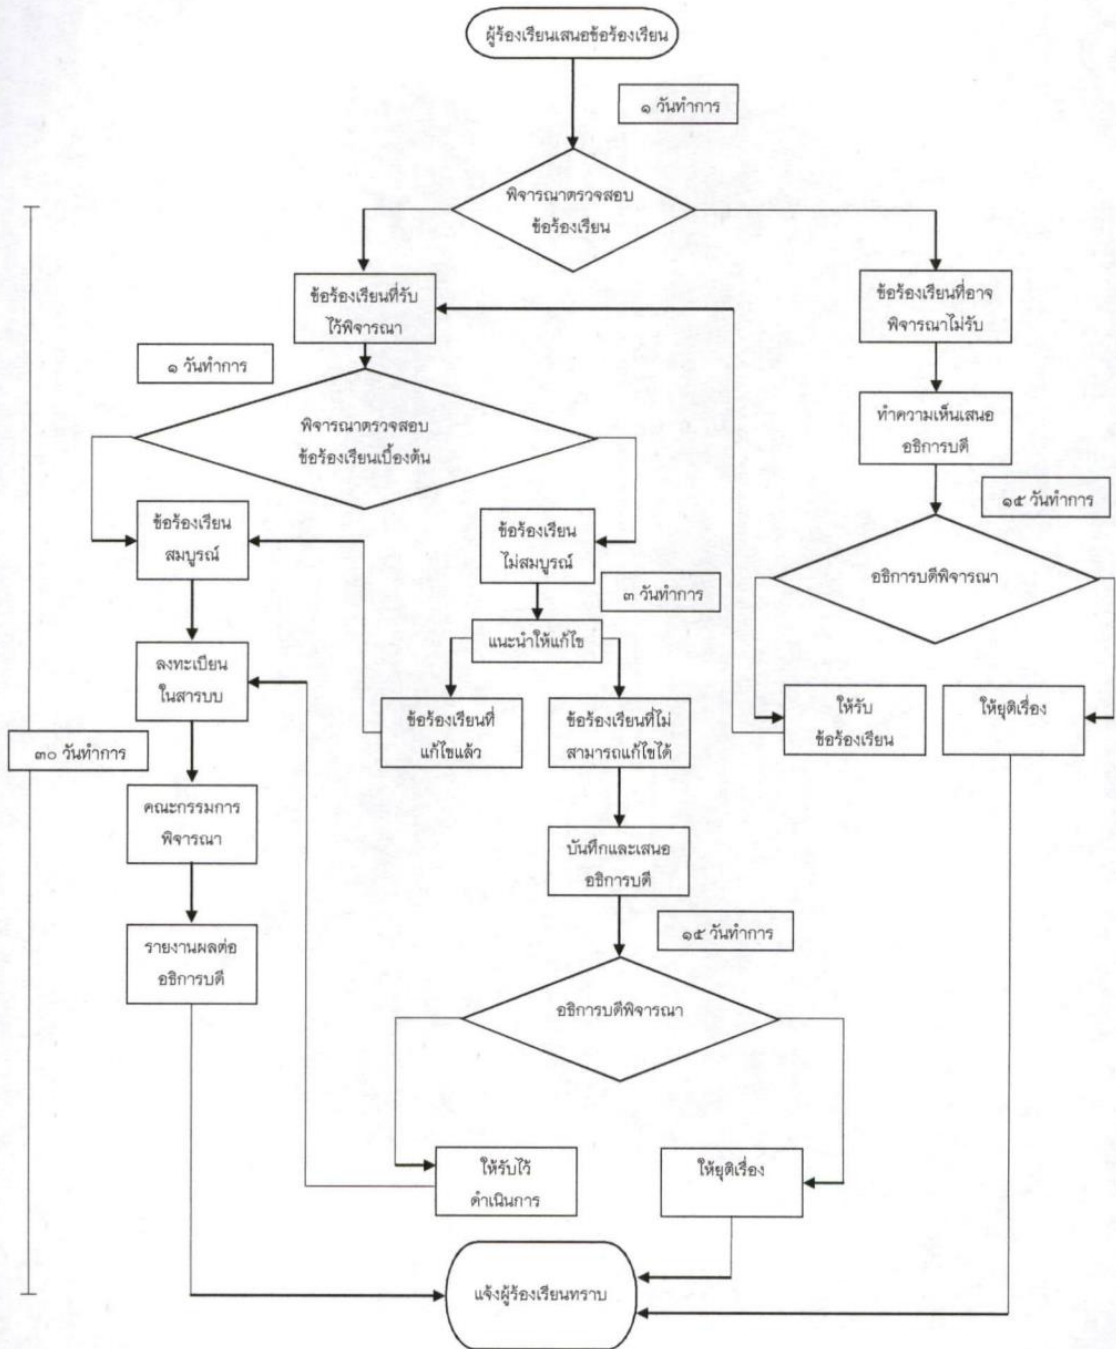 ผู้ร้องเรียนเสนอข้อร้องเรียน
๑ วันทำการ
พิจารณาตรวจสอบ
ข้อร้องเรียน
ข้อร้องเรียนที่รับ
ไว้พิจารณา
ข้อร้องเรียนที่อาจ
พิจารณาไม่รับ
๑ วันทำการ
พิจารณาตรวจสอบ
ข้อร้องเรียนเบื้องต้น
ทำความเห็นเสนอ
อธิการบดี
๑๕ วันทำการ
ข้อร้องเรียน
สมบูรณ์
ข้อร้องเรียน
ไม่สมบูรณ์
อธิการบดีพิจารณา
๓ วันทำการ
แนะนำให้แก้ไข
ลงทะเบียน
ในสารบบ
ข้อร้องเรียนที่
แก้ไขแล้ว
ข้อร้องเรียนที่ไม่
สามารถแก้ไขได้
ให้รับ
ข้อร้องเรียน
ให้ยุติเรื่อง
๓๐ วันทำการ
คณะกรรมการ
พิจารณา
บันทึกและเสนอ
อธิการบดี
๑๕ วันทำการ
รายงานผลต่อ
อธิการบดี
อธิการบดีพิจารณา
ให้รับไว้
ดำเนินการ
ให้ยุติเรื่อง
แจ้งผู้ร้องเรียนทราบ